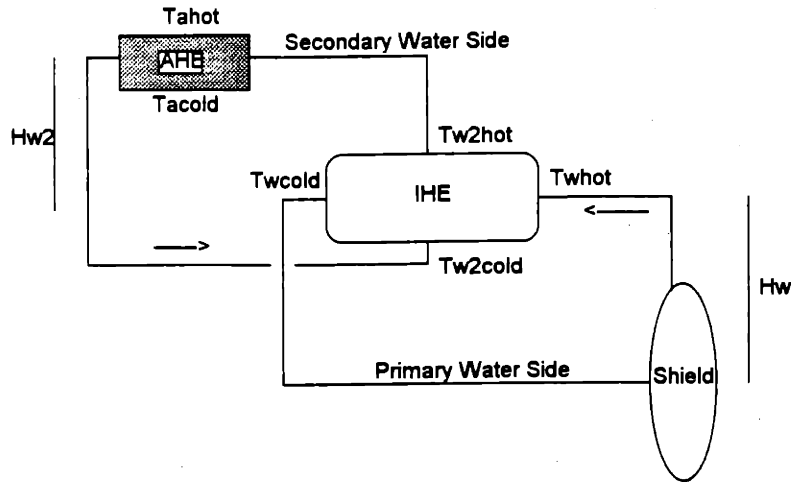 Tahot
Secondary Water Side
AHE
Tacold
Hw2
Tw2hot
Twcold
IHE
Twhot
<
>
Tw2cold
Hw
Primary Water Side
Shield